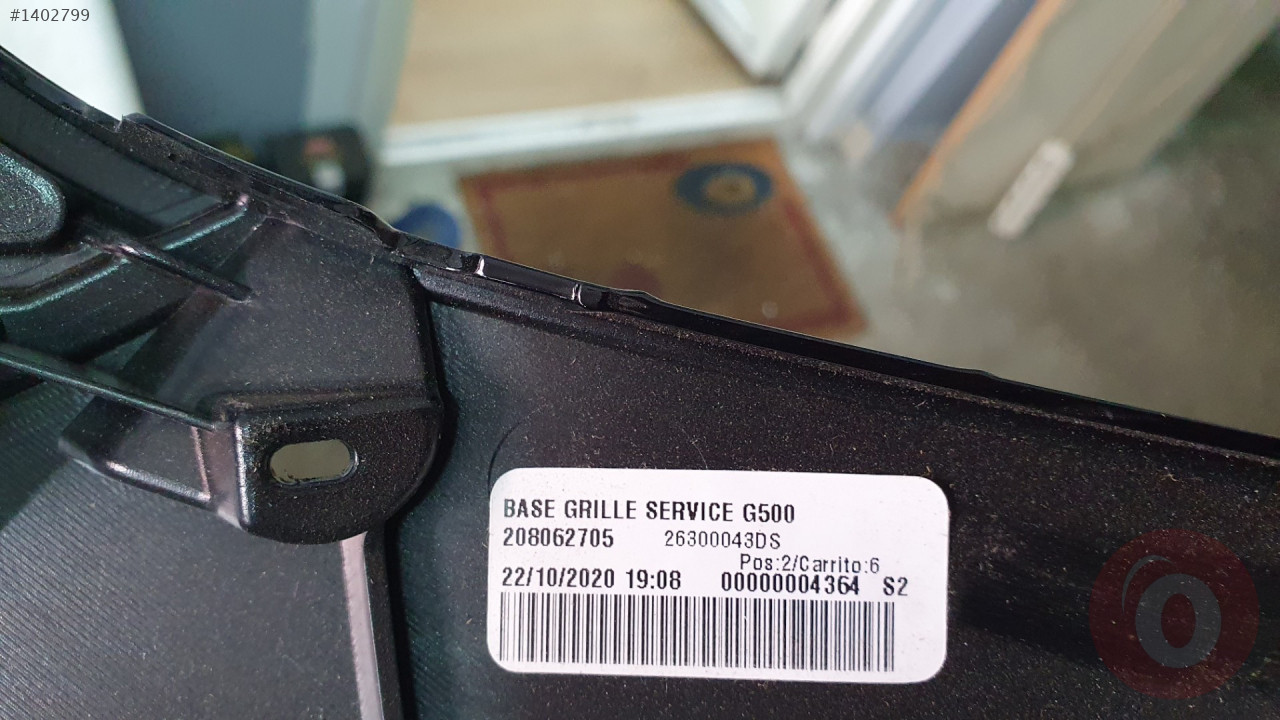 #1402799
BASE GRILLE SERVICE G500
208062705 26300043DS
Pos:2/Carrito:6
22/10/2020 19:08 00000004364 S2
O